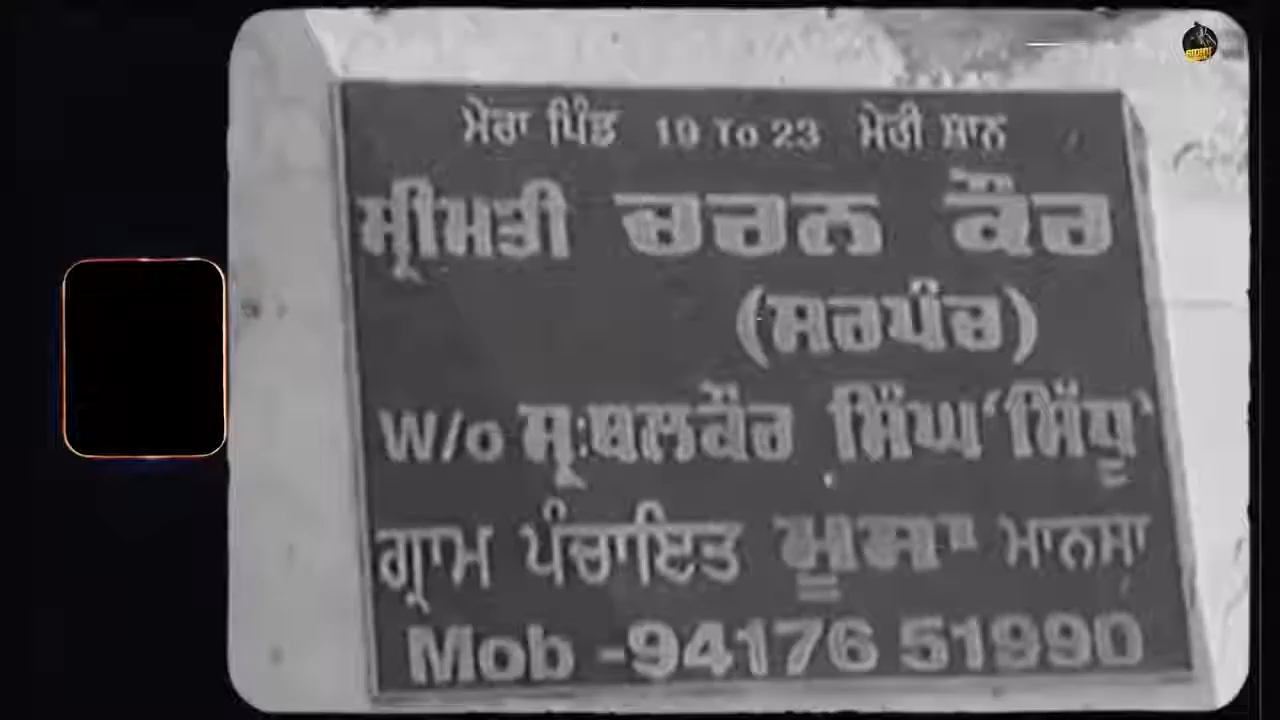 ਮੇਰਾ ਪਿੰਡ 19 To 23 ਮੇਰੀ ਸ਼ਾਨ
ਸ੍ਰੀਮਤੀ ਚਰਨ ਕੌਰ
(ਸਰਪੰਚ)
W/o ਸ੍ਰ:ਬਲਕੌਰ ਸਿੰਘ 'ਸਿੱਧੂ'
ਗ੍ਰਾਮ ਪੰਚਾਇਤ ਮੂਸਾ ਮਾਨਸਾ
Mob -94176 51990